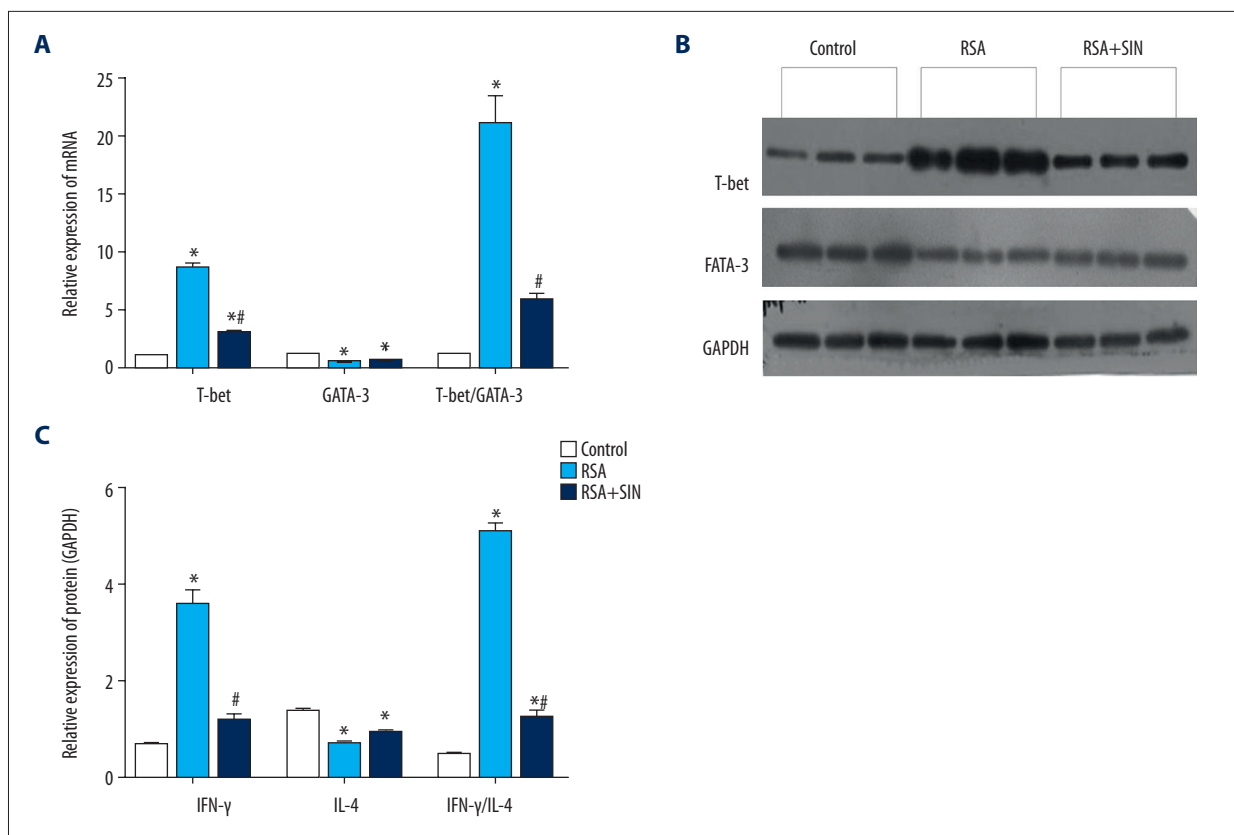 A
Relative expression of mRNA
25
20
15
10
5
0
*
*#
*
*
*
#
T-bet
GATA-3
T-bet/GATA-3
B
Control
RSA
RSA+SIN
T-bet
FATA-3
GAPDH
C
Control
RSA
RSA+SIN
Relative expression of protein (GAPDH)
6
4
2
0
*
#
*
*
*
*#
IFN-γ
IL-4
IFN-γ/IL-4